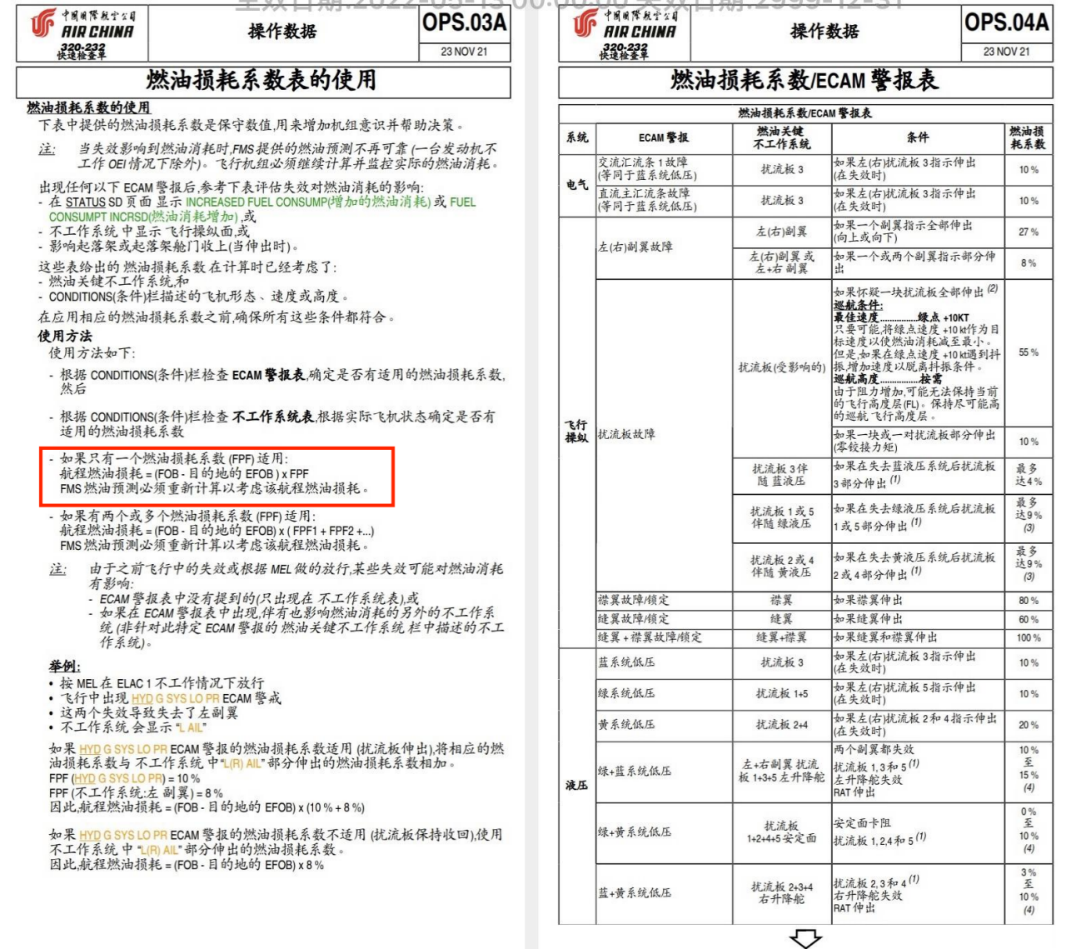 生效日期:2022-05-13 00:00:00 失效日期:2999-12-31
中國國際航空公司
AIR CHINA
320-232
快速检查单
操作数据
OPS.03A
23 NOV 21
燃油损耗系数表的使用
燃油损耗系数的使用
下表中提供的燃油损耗系数是保守数值,用来增加机组意识并帮助决策。
注: 当失效影响到燃油消耗时,FMS 提供的燃油预测不再可靠 (一台发动机不
工作 OEI 情况下除外)。飞行机组必须继续计算并监控实际的燃油消耗。
出现任何以下 ECAM 警报后,参考下表评估失效对燃油消耗的影响:
- 在 STATUS SD 页面 显示 INCREASED FUEL CONSUMP(增加的燃油消耗) 或 FUEL
CONSUMPT INCRSD(燃油消耗增加) ,或
- 不工作系统 中显示 飞行操纵面,或
- 影响起落架或起落架舱门收上(当伸出时)。
这些表给出的 燃油损耗系数 在计算时已经考虑了:
- 燃油关键不工作系统,和
- CONDITIONS(条件)栏描述的飞机形态、速度或高度。
在应用相应的燃油损耗系数之前,确保所有这些条件都符合。
使用方法
使用方法如下:
- 根据 CONDITIONS(条件)栏检查 ECAM 警报表,确定是否有适用的燃油损耗系数,
然后
- 根据 CONDITIONS(条件)栏检查 不工作系统表,根据实际飞机状态确定是否有
适用的燃油损耗系数
- 如果只有一个燃油损耗系数 (FPF) 适用:
航程燃油损耗 = (FOB - 目的地的 EFOB ) x FPF
FMS 燃油预测必须重新计算以考虑该航程燃油损耗。
- 如果有两个或多个燃油损耗系数 (FPF) 适用:
航程燃油损耗 = (FOB - 目的地的 EFOB) x ( FPF1 + FPF2 +...)
FMS 燃油预测必须重新计算以考虑该航程燃油损耗。
注: 由于之前飞行中的失效或根据 MEL 做的放行,某些失效可能对燃油消耗
有影响:
- ECAM 警报表中没有提到的(只出现在 不工作系统表),或
- 如果在 ECAM 警报表中出现,伴有也影响燃油消耗的另外的不工作系
统 (非针对此特定 ECAM 警报的 燃油关键不工作系统 栏中描述的不工
作系统)。
举例:
• 按 MEL 在 ELAC 1 不工作情况下放行
• 飞行中出现 HYD G SYS LO PR ECAM 警戒
• 这两个失效导致失去了左副翼
• 不工作系统 会显示 “L AIL”
如果 HYD G SYS LO PR ECAM 警报的燃油损耗系数适用 (扰流板伸出),将相应的燃
油损耗系数与 不工作系统 中“L(R) AIL” 部分伸出的燃油损耗系数相加。
FPF (HYD G SYS LO PR) = 10 %
FPF (不工作系统:左 副翼) = 8 %
因此,航程燃油损耗 = (FOB - 目的地的 EFOB) x (10 % + 8 %)
如果 HYD G SYS LO PR ECAM 警报的燃油损耗系数不适用 (扰流板保持收回),使用
不工作系统 中 “L(R) AIL” 部分伸出的燃油损耗系数。
因此,航程燃油损耗 = (FOB - 目的地的 EFOB) x 8 %
中國國際航空公司
AIR CHINA
320-232
快速检查单
操作数据
OPS.04A
23 NOV 21
燃油损耗系数/ECAM 警报表
燃油损耗系数/ECAM 警报表
系统 ECAM 警报 燃油关键 不工作系统 条件 燃油损耗系数
电气
交流汇流条 1 故障
(等同于蓝系统低压)
扰流板 3
如果左(右)扰流板 3 指示伸出
(在失效时)
10 %
直流主汇流条故障
(等同于蓝系统低压)
扰流板 3
如果左(右)扰流板 3 指示伸出
(在失效时)
10 %
飞行
操纵
左(右)副翼故障
左(右)副翼
如果一个副翼指示全部伸出
(向上或向下)
27 %
左(右)副翼 或
左+右 副翼
如果一个或两个副翼指示部分伸
出
8 %
扰流板故障
扰流板(受影响的)
如果怀疑一块扰流板全部伸出 (2)
巡航条件:
最佳速度...............绿点 +10KT
只要可能,将绿点速度 +10 kt作为目
标速度以使燃油消耗减至最小。
但是,如果在绿点速度 +10 kt遇到抖
振,增加速度以脱离抖振条件。
巡航高度................按需
由于阻力增加,可能无法保持当前
的飞行高度层(FL)。保持尽可能高
的巡航 飞行高度层。
55 %
如果一块或一对扰流板部分伸出
(零铰接力矩)
10 %
扰流板 3 伴
随 蓝液压
如果在失去蓝液压系统后扰流板
3 部分伸出 (1)
最多
达4 %
扰流板 1 或 5
伴随 绿液压
如果在失去绿液压系统后扰流板
1 或 5 部分伸出 (1)
最多
达9 %
(3)
扰流板 2 或 4
伴随 黄液压
如果在失去黄液压系统后扰流板
2 或 4 部分伸出 (1)
最多
达9 %
(3)
襟翼故障/锁定 襟翼 如果襟翼伸出 80 %
缝翼故障/锁定 缝翼 如果缝翼伸出 60 %
缝翼 + 襟翼故障/锁定 缝翼+襟翼 如果缝翼和襟翼伸出 100 %
液压
蓝系统低压
扰流板 3
如果左(右)扰流板 3 指示伸出
(在失效时)
10 %
绿系统低压
扰流板 1+5
如果左(右)扰流板 5 指示伸出
(在失效时)
10 %
黄系统低压
扰流板 2+4
如果左(右)扰流板 2 和 4 指示伸出
(在失效时)
20 %
绿+蓝系统低压
左+右副翼 扰流
板 1+3+5 左升降舵
两个副翼都失效
扰流板 1,3 和 5 (1)
左升降舵失效
RAT 伸出
10 %
至
15 %
(4)
绿+黄系统低压
扰流板
1+2+4+5 安定面
安定面卡阻
扰流板 1,2,4 和 5 (1)
0 %
至
10 %
(4)
蓝+黄系统低压
扰流板 2+3+4
右升降舵
扰流板 2, 3 和 4 (1)
右升降舵失效
RAT 伸出
3 %
至
10 %
(4)